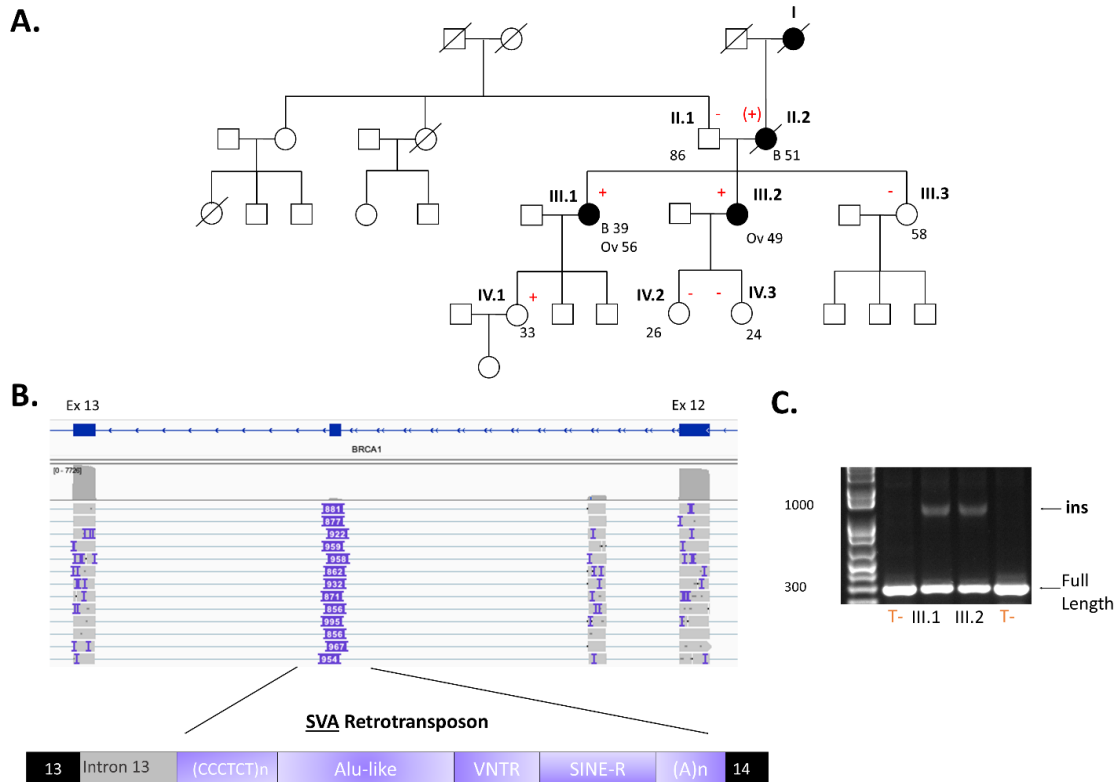 A.
I
II.1
-
(+)
II.2
86
B 51
III.1
+
+
III.2
-
III.3
B 39
Ov 56
Ov 49
58
IV.1
+
IV.2
-
-
IV.3
33
26
24
B.
Ex 13
Ex 12
BRCA1
[0 - 7726]
881
877
922
959
958
862
932
871
856
995
856
967
954
SVA Retrotransposon
13
Intron 13
(CCCTCT)n
Alu-like
VNTR
SINE-R
(A)n
14
C.
1000
ins
300
Full
Length
T-
III.1
III.2
T-